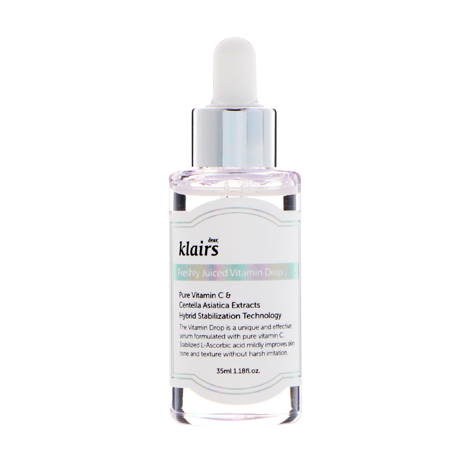 dear,
klairs
Freshly Juiced Vitamin Drop
Pure Vitamin C &
Centella Asiatica Extracts
Hybrid Stabilization Technology
The Vitamin Drop is a unique and effective
serum formulated with pure vitamin C.
Stabilized L-Ascorbic acid mildly improves skin
tone and texture without harsh irritation.
35ml 1.18fl.oz.